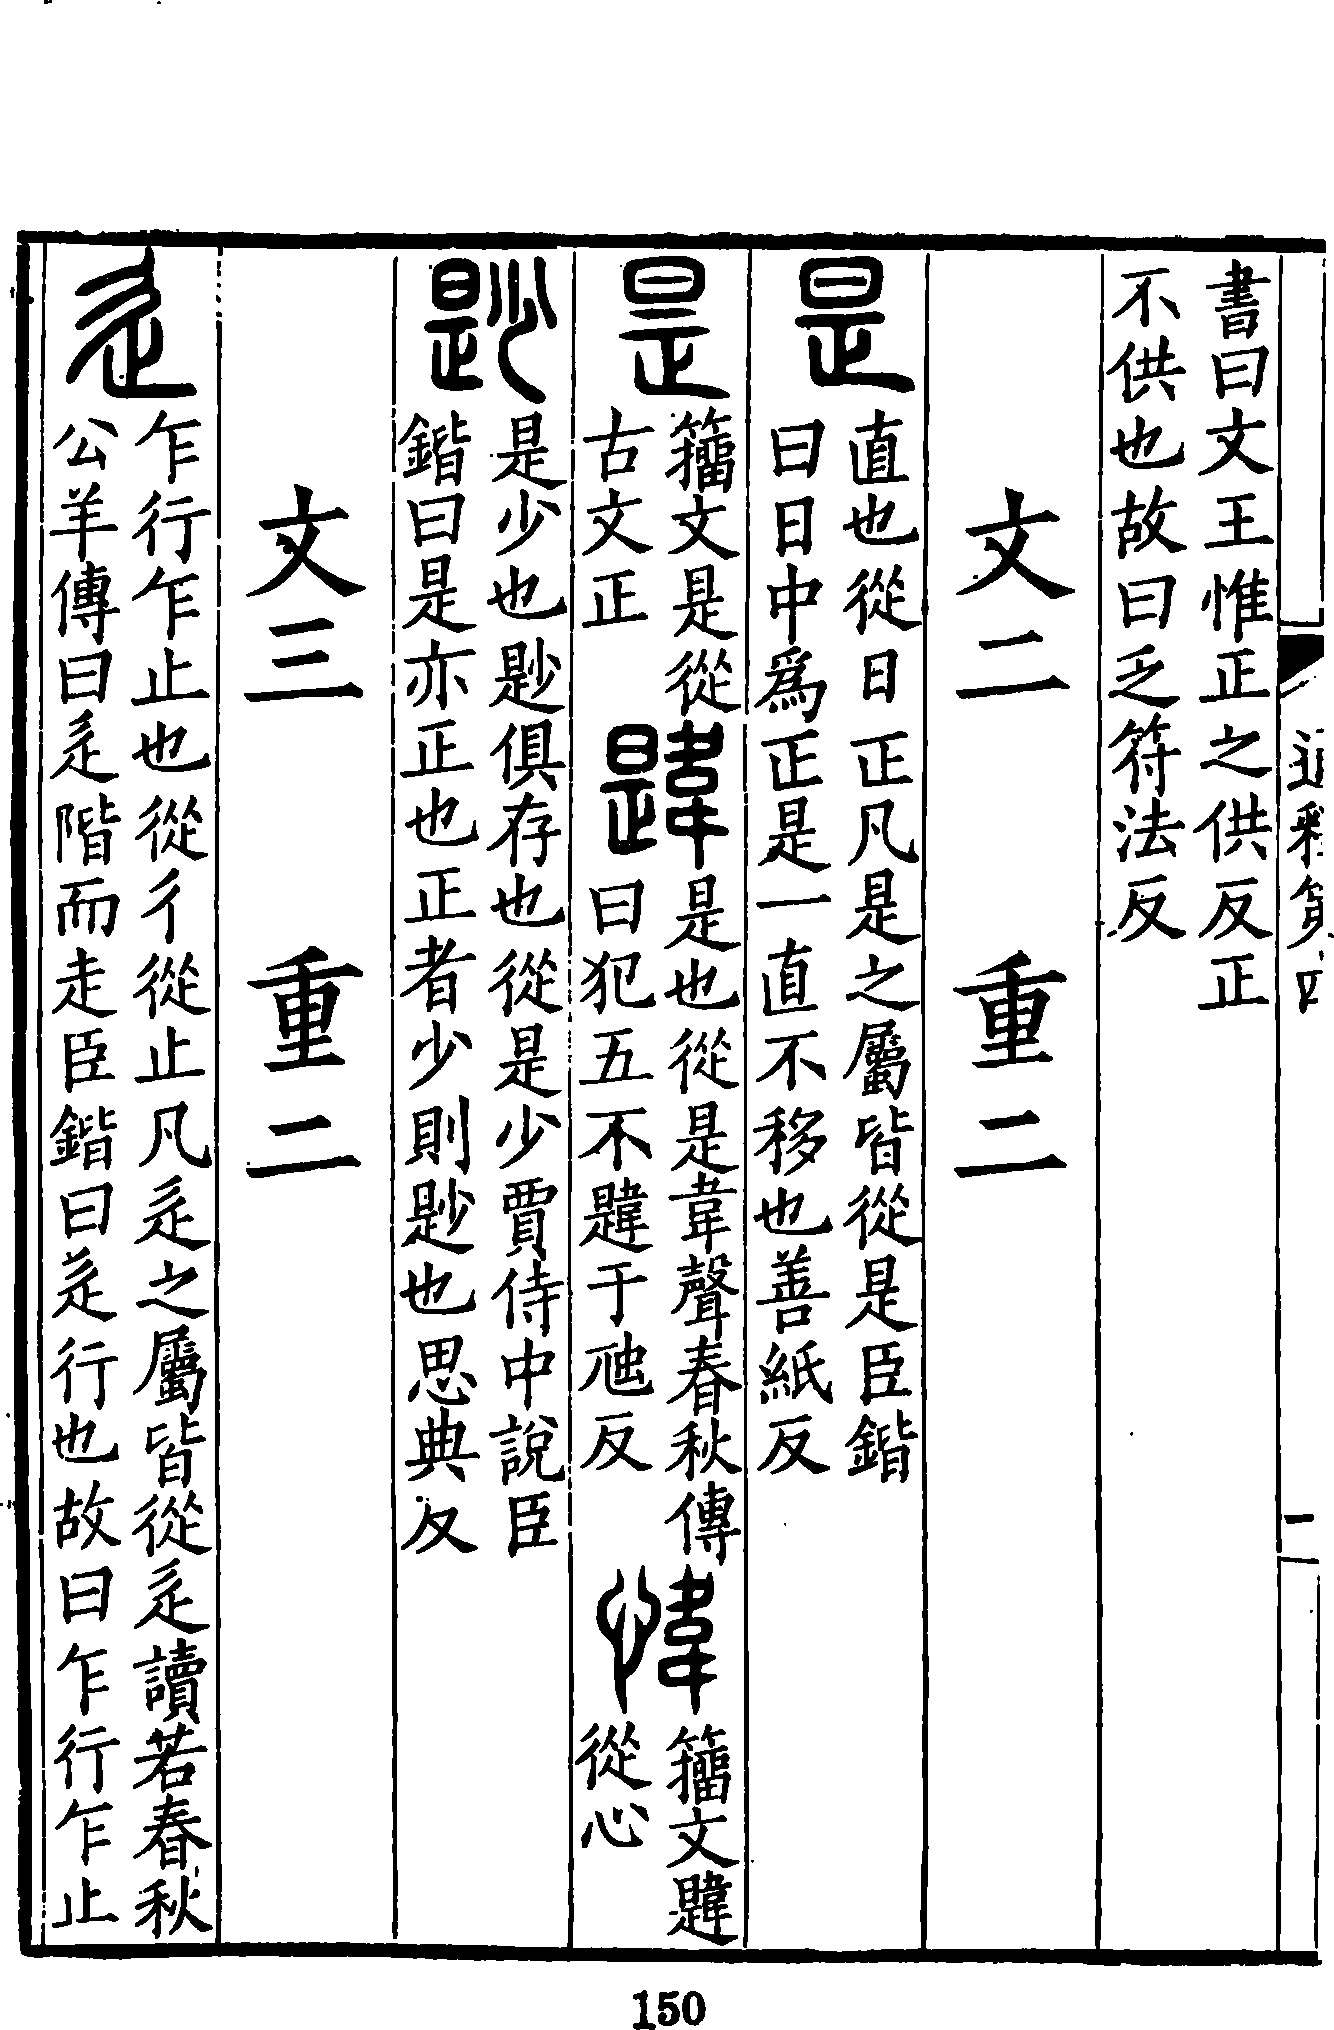 書曰文王惟正之供反正
不供也故曰乏符法反
文二　重二
是　直也從日正凡是之屬皆從是臣鍇
曰日中爲正是一直不移也善紙反
籒文是從
古文正
韙　是也從是韋聲春秋傳
曰犯五不韙于虵反
愇　籒文韙
從心
尟　是少也尟俱存也從是少賈侍中說臣
鍇曰是亦正也正者少則尟也思典反
文三　重二
辵　乍行乍止也從彳從止凡辵之屬皆從辵讀若春秋
公羊傳曰辵階而走臣鍇曰辵行也故曰乍行乍止
通釋第四
二
150